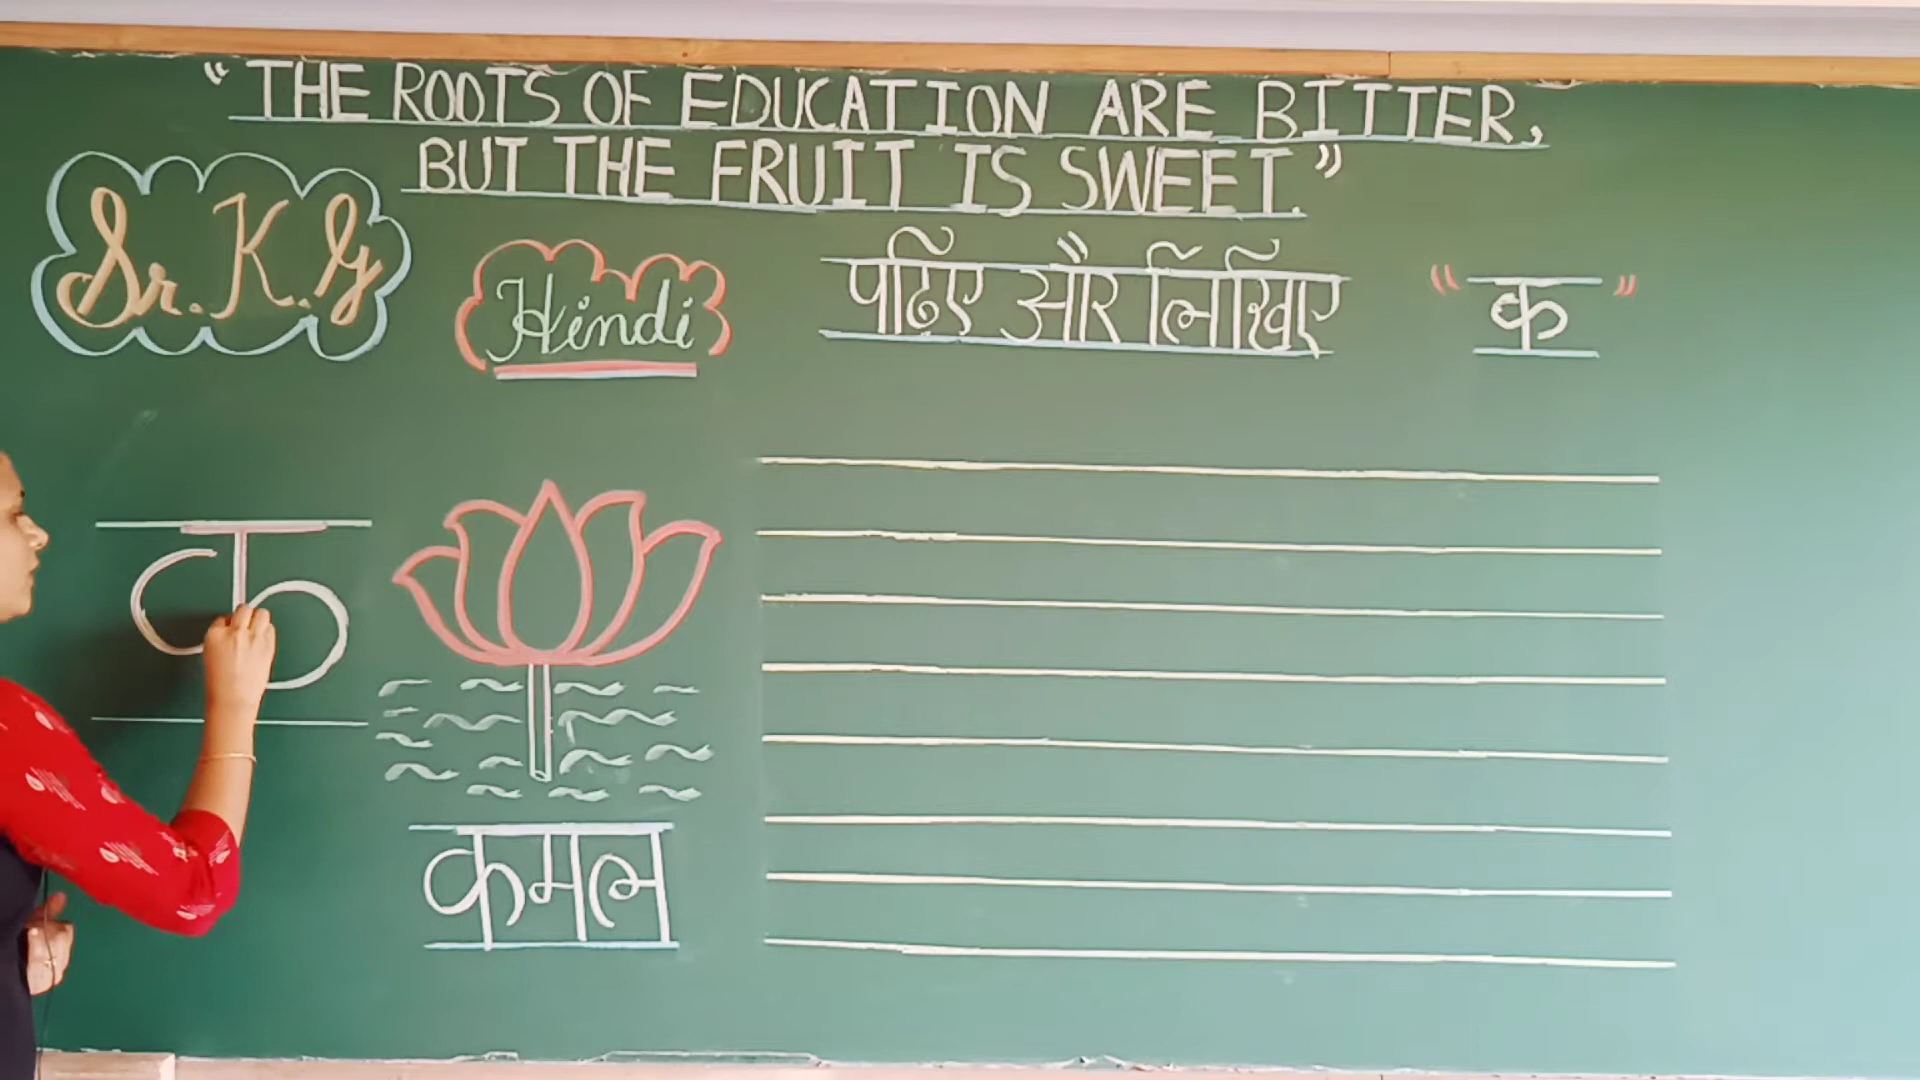 “THE ROOTS OF EDUCATION ARE BITTER,
BUT THE FRUIT IS SWEET.”
Sr. K.G
Hindi
पढिए और लिखिए "क"
क
कमल